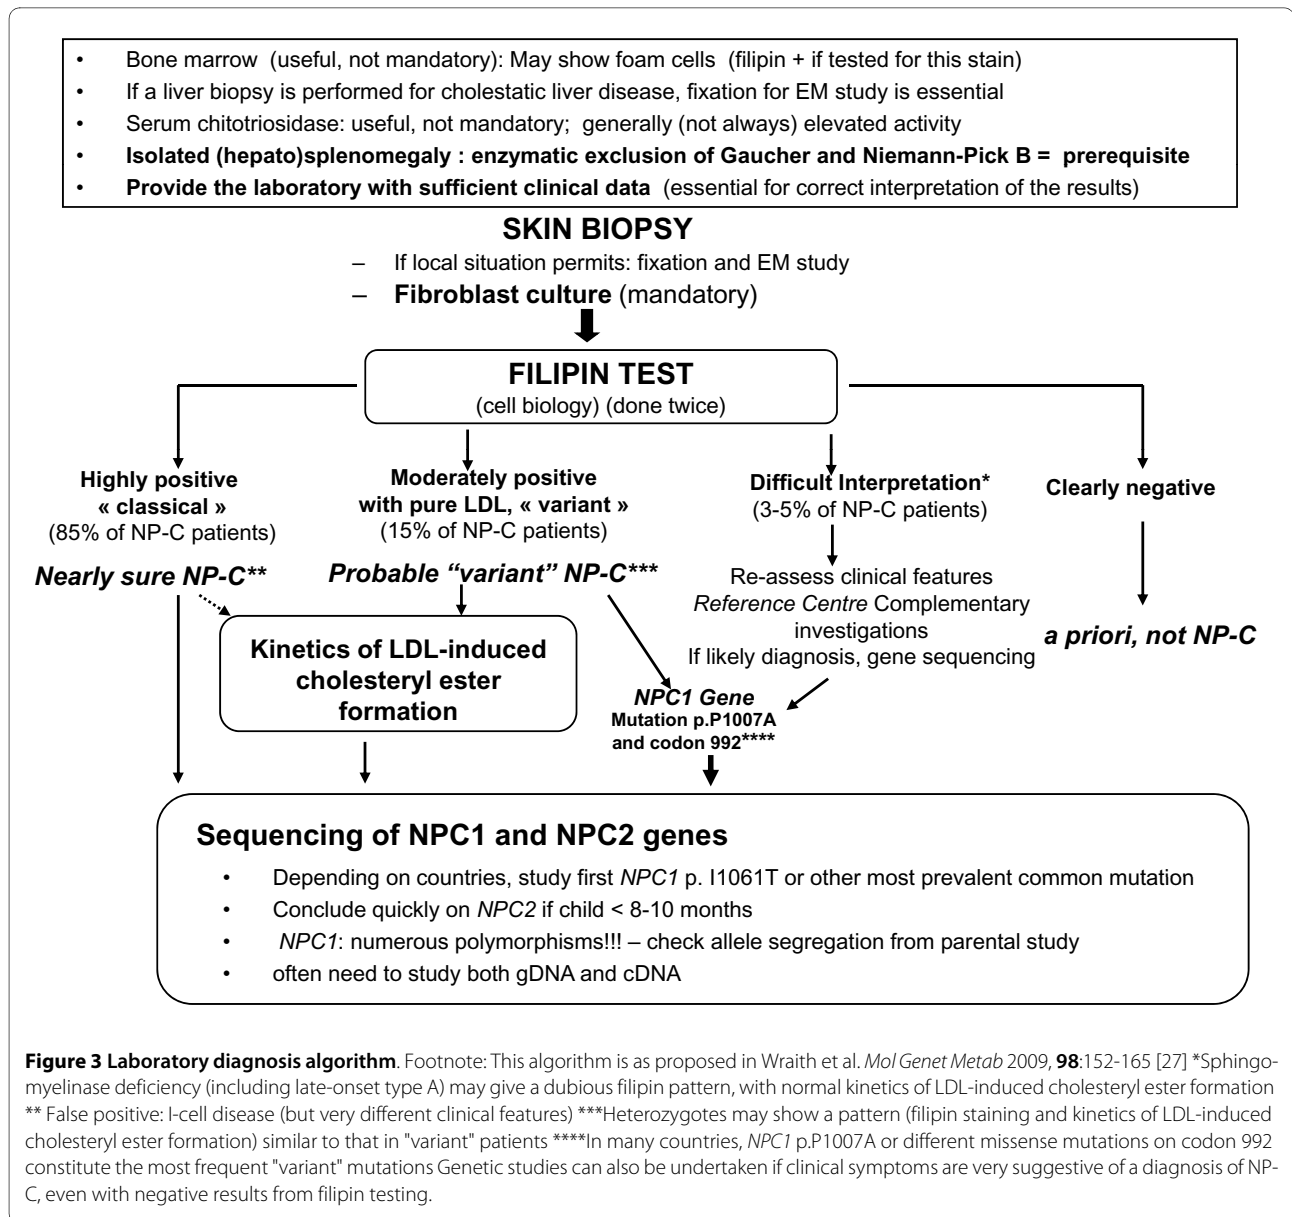 • Bone marrow (useful, not mandatory): May show foam cells (filipin + if tested for this stain)
• If a liver biopsy is performed for cholestatic liver disease, fixation for EM study is essential
• Serum chitotriosidase: useful, not mandatory; generally (not always) elevated activity
• Isolated (hepato)splenomegaly : enzymatic exclusion of Gaucher and Niemann-Pick B = prerequisite
• Provide the laboratory with sufficient clinical data (essential for correct interpretation of the results)
SKIN BIOPSY
– If local situation permits: fixation and EM study
– Fibroblast culture (mandatory)
FILIPIN TEST
(cell biology) (done twice)
Highly positive
« classical »
(85% of NP-C patients)
Nearly sure NP-C**
Moderately positive
with pure LDL, « variant »
(15% of NP-C patients)
Probable “variant” NP-C***
Difficult Interpretation*
(3-5% of NP-C patients)
Re-assess clinical features
Reference Centre Complementary
investigations
If likely diagnosis, gene sequencing
Clearly negative
a priori, not NP-C
Kinetics of LDL-induced
cholesteryl ester
formation
NPC1 Gene
Mutation p.P1007A
and codon 992****
Sequencing of NPC1 and NPC2 genes
• Depending on countries, study first NPC1 p. I1061T or other most prevalent common mutation
• Conclude quickly on NPC2 if child < 8-10 months
• NPC1: numerous polymorphisms!!! – check allele segregation from parental study
• often need to study both gDNA and cDNA
Figure 3 Laboratory diagnosis algorithm. Footnote: This algorithm is as proposed in Wraith et al. Mol Genet Metab 2009, 98:152-165 [27] *Sphingo-
myelinase deficiency (including late-onset type A) may give a dubious filipin pattern, with normal kinetics of LDL-induced cholesteryl ester formation
** False positive: I-cell disease (but very different clinical features) ***Heterozygotes may show a pattern (filipin staining and kinetics of LDL-induced
cholesteryl ester formation) similar to that in "variant" patients ****In many countries, NPC1 p.P1007A or different missense mutations on codon 992
constitute the most frequent "variant" mutations Genetic studies can also be undertaken if clinical symptoms are very suggestive of a diagnosis of NP-
C, even with negative results from filipin testing.